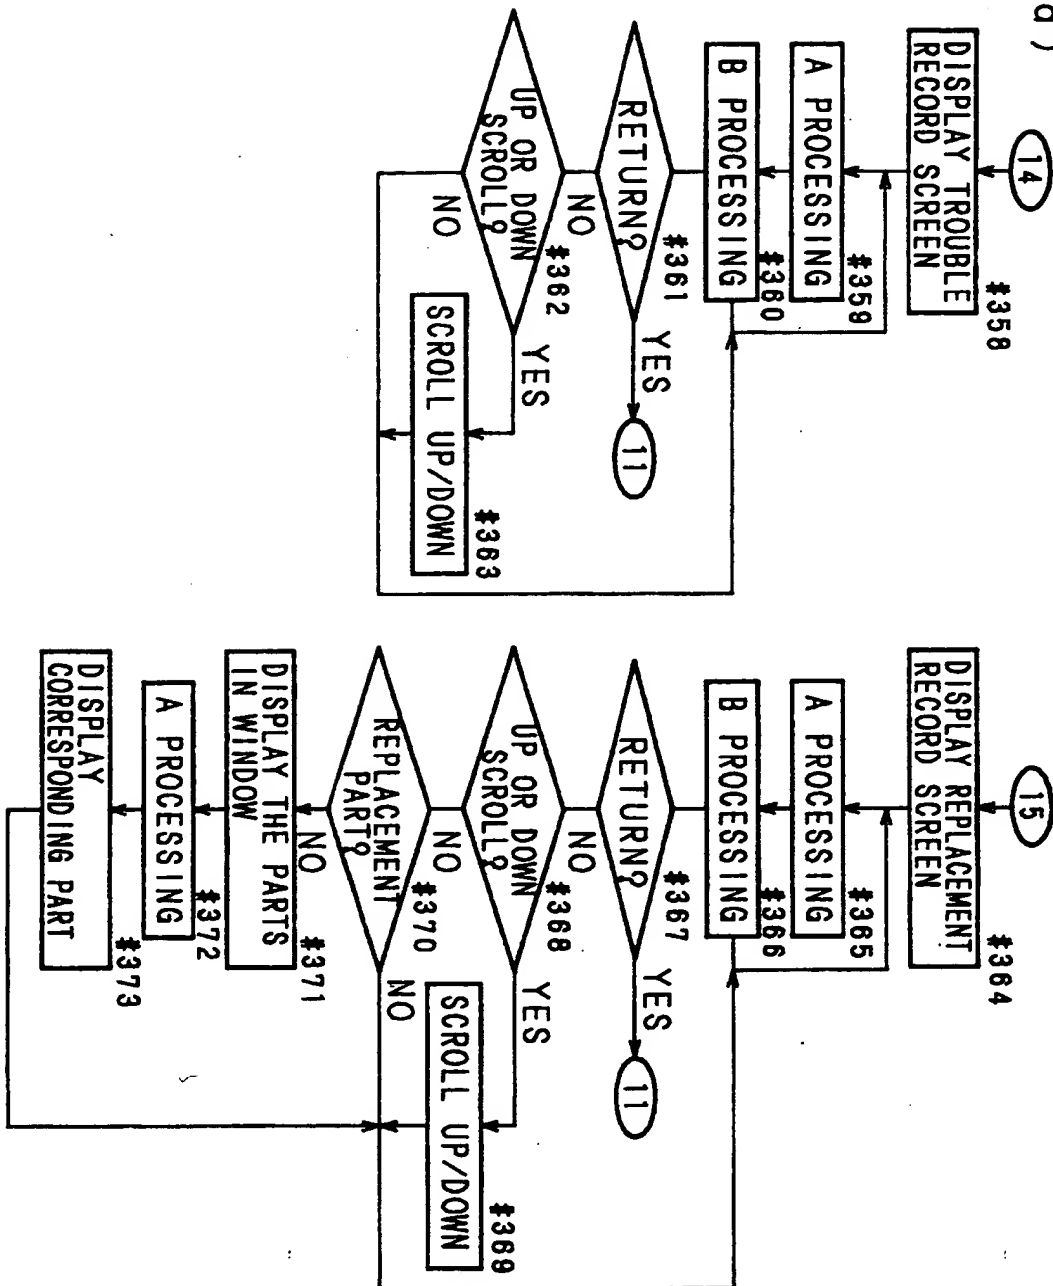 d)
14
DISPLAY TROUBLE
RECORD SCREEN
#358
A PROCESSING
#359
B PROCESSING
#360
RETURN?
#361
YES
11
NO
UP OR DOWN
SCROLL?
#362
YES
NO
SCROLL UP/DOWN
#363
15
DISPLAY REPLACEMENT
RECORD SCREEN
#364
A PROCESSING
#365
B PROCESSING
#366
RETURN?
#367
YES
11
NO
UP OR DOWN
SCROLL?
#368
YES
NO
SCROLL UP/DOWN
#369
REPLACEMENT
PART?
#370
NO
NO
DISPLAY THE PARTS
IN WINDOW
#371
A PROCESSING
#372
DISPLAY
CORRESPONDING PART
#373